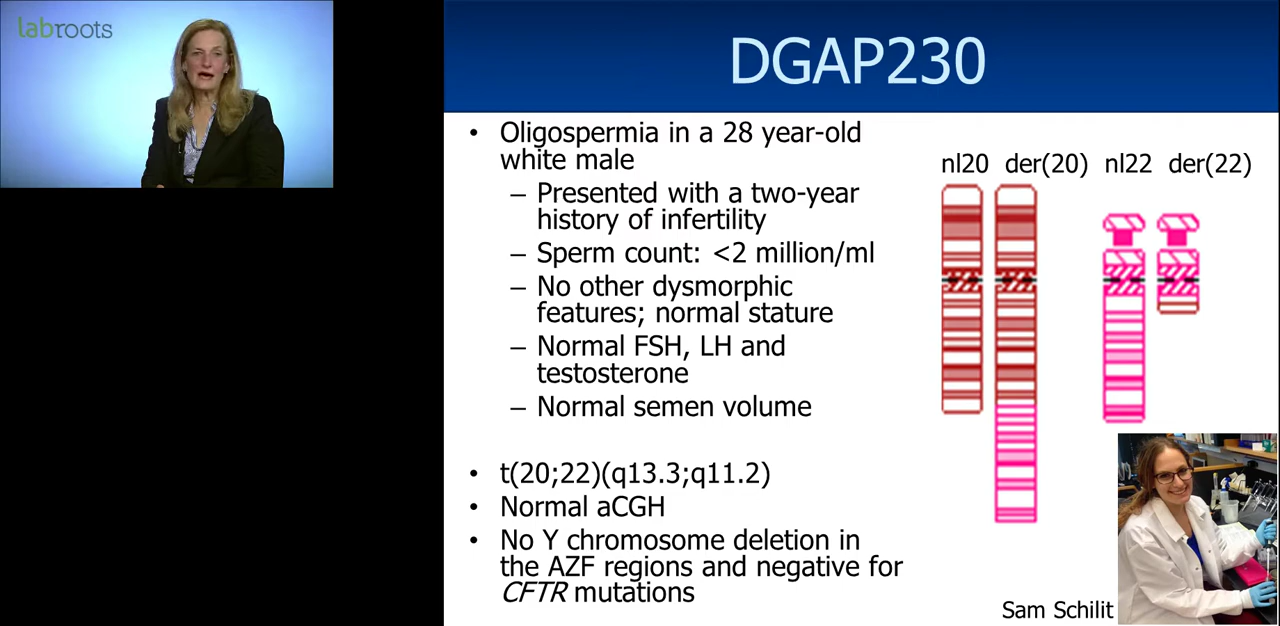 labroots
DGAP230
• Oligospermia in a 28 year-old
white male
– Presented with a two-year
history of infertility
– Sperm count: <2 million/ml
– No other dysmorphic
features; normal stature
– Normal FSH, LH and
testosterone
– Normal semen volume
• t(20;22)(q13.3;q11.2)
• Normal aCGH
• No Y chromosome deletion in
the AZF regions and negative for
CFTR mutations
nl20 der(20) nl22 der(22)
Sam Schilit